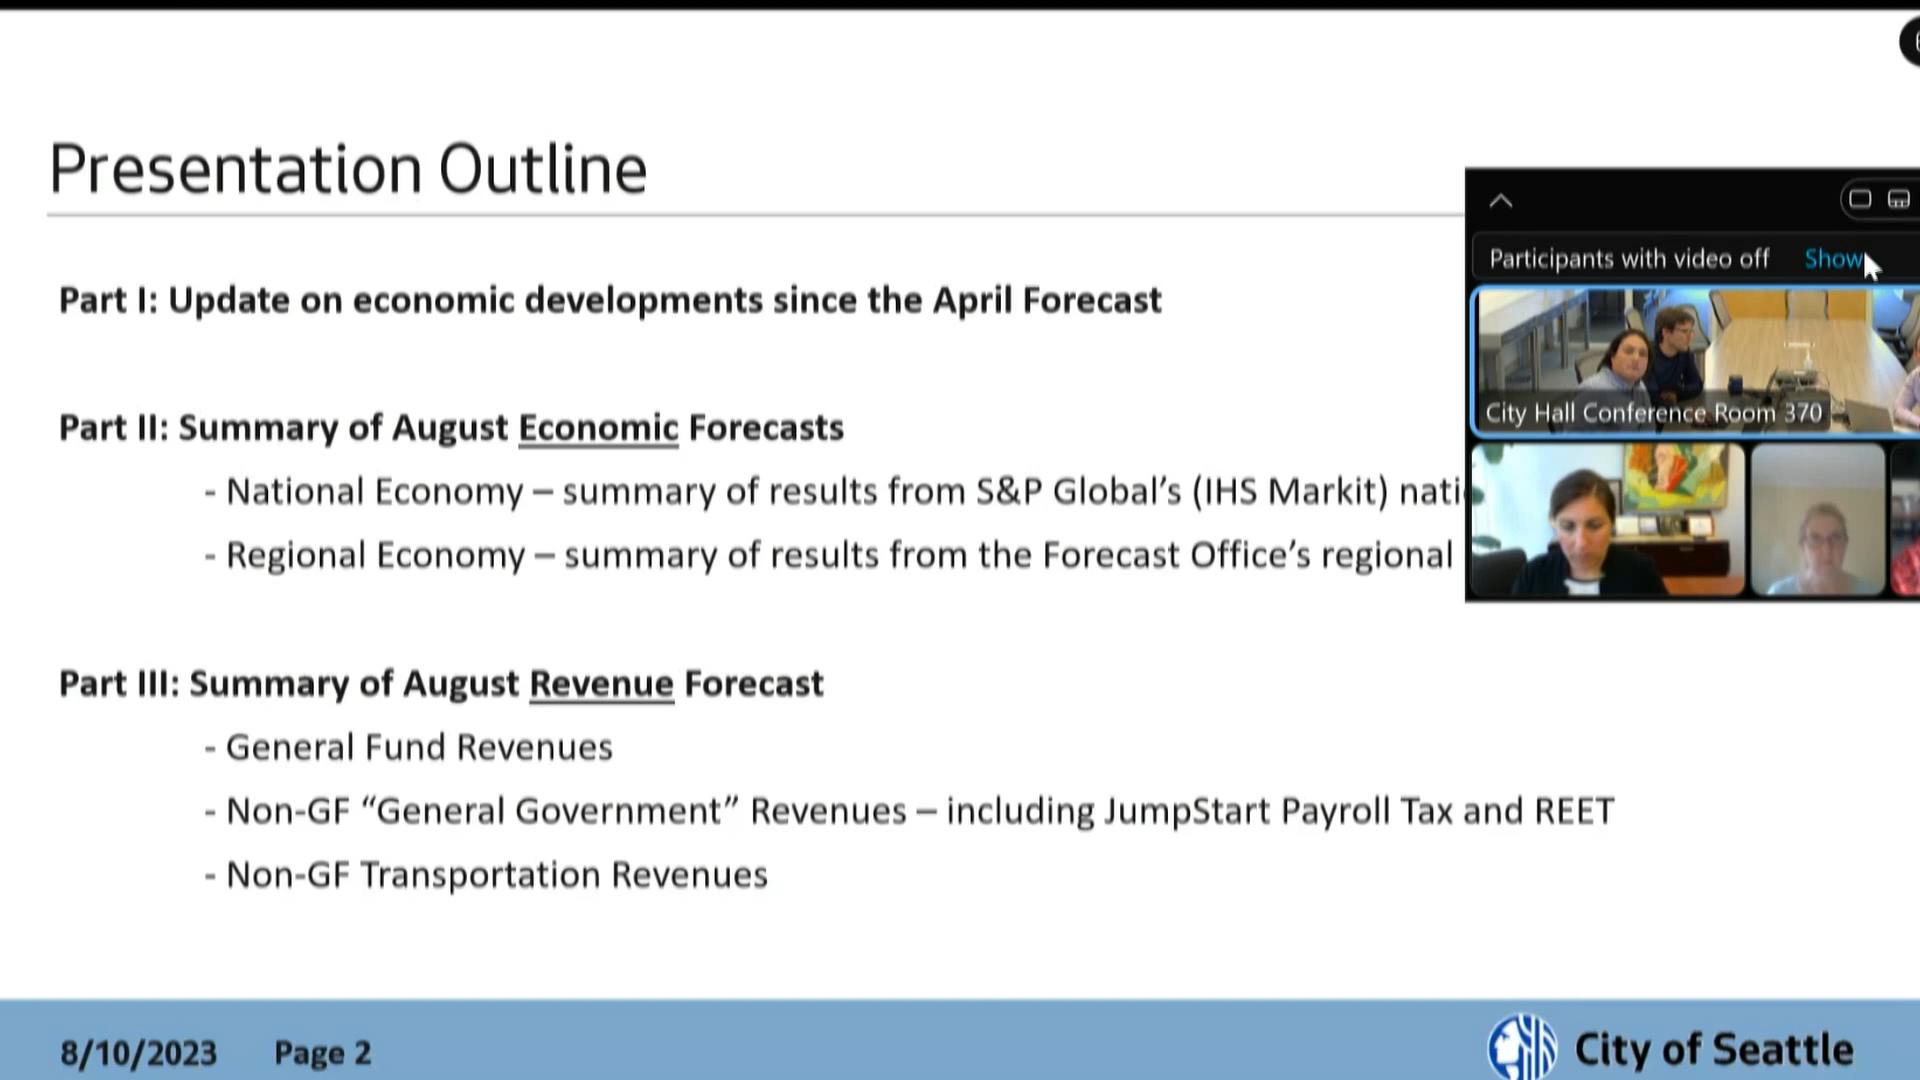 Presentation Outline
Part I: Update on economic developments since the April Forecast
Part II: Summary of August Economic Forecasts
- National Economy – summary of results from S&P Global’s (IHS Markit) nati
- Regional Economy – summary of results from the Forecast Office’s regional
Part III: Summary of August Revenue Forecast
- General Fund Revenues
- Non-GF “General Government” Revenues – including JumpStart Payroll Tax and REET
- Non-GF Transportation Revenues
Participants with video off Show
City Hall Conference Room 370
8/10/2023 Page 2
City of Seattle